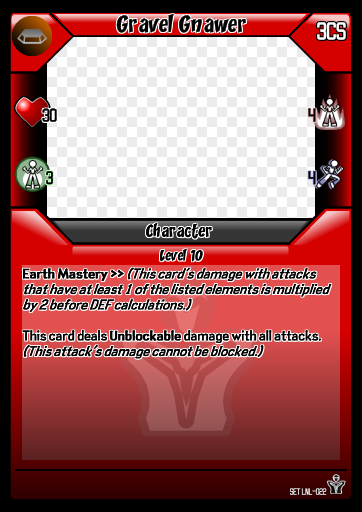 Gravel Gnawer
3CS
30
4
3
4
Character
Level 10
Earth Mastery >> (This card's damage with attacks
that have at least 1 of the listed elements is multiplied
by 2 before DEF calculations.)
This card deals Unblockable damage with all attacks.
(This attack's damage cannot be blocked.)
SET LNL-022